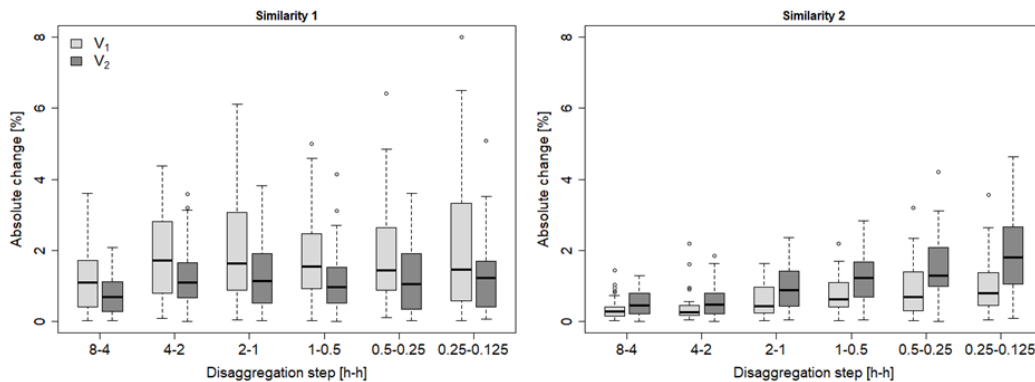 Similarity 1
Absolute change [%]
8
6
4
2
0
V₁
V₂
8-4
4-2
2-1
1-0.5
0.5-0.25
0.25-0.125
Disaggregation step [h-h]
Similarity 2
Absolute change [%]
8
6
4
2
0
8-4
4-2
2-1
1-0.5
0.5-0.25
0.25-0.125
Disaggregation step [h-h]